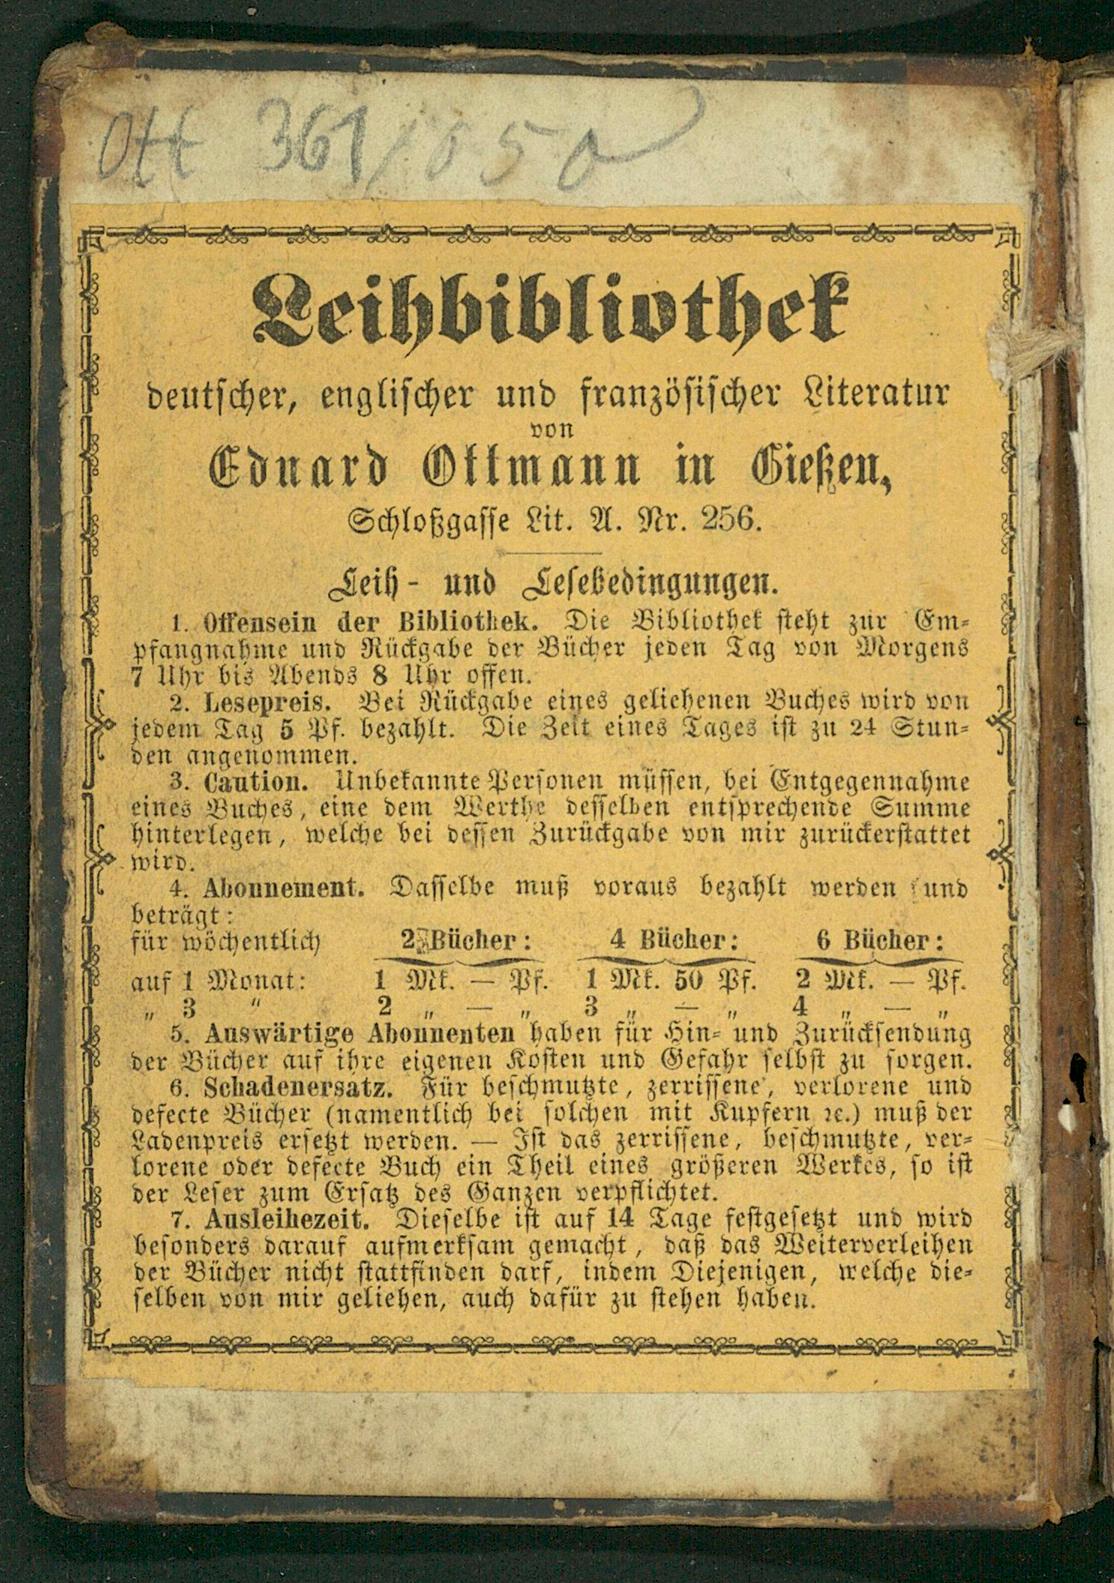 Ott 361/050
Leihbibliothek
deutscher, englischer und französischer Literatur
von
Eduard Ottmann in Gießen,
Schloßgasse Lit. A. Nr. 256.
Leih- und Lesebedingungen.
1. Offensein der Bibliothek. Die Bibliothek steht zur Em-
pfangnahme und Rückgabe der Bücher jeden Tag von Morgens
7 Uhr bis Abends 8 Uhr offen.
2. Lesepreis. Bei Rückgabe eines geliehenen Buches wird von
jedem Tag 5 Pf. bezahlt. Die Zeit eines Tages ist zu 24 Stun-
den angenommen.
3. Caution. Unbekannte Personen müssen, bei Entgegennahme
eines Buches, eine dem Werthe desselben entsprechende Summe
hinterlegen, welche bei dessen Zurückgabe von mir zurückerstattet
wird.
4. Abonnement. Dasselbe muß voraus bezahlt werden und
beträgt:
für wöchentlich 2 Bücher: 4 Bücher: 6 Bücher:
auf 1 Monat: 1 Mk. — Pf. 1 Mk. 50 Pf. 2 Mk. — Pf.
„ 3 „ 2 „ — „ 3 „ — „ 4 „ — „
5. Auswärtige Abonnenten haben für Hin- und Zurücksendung
der Bücher auf ihre eigenen Kosten und Gefahr selbst zu sorgen.
6. Schadenersatz. Für beschmutzte, zerrissene, verlorene und
defecte Bücher (namentlich bei solchen mit Kupfern ꝛc.) muß der
Ladenpreis ersetzt werden. — Ist das zerrissene, beschmutzte, ver-
lorene oder defecte Buch ein Theil eines größeren Werkes, so ist
der Leser zum Ersatz des Ganzen verpflichtet.
7. Ausleihezeit. Dieselbe ist auf 14 Tage festgesetzt und wird
besonders darauf aufmerksam gemacht, daß das Weiterverleihen
der Bücher nicht stattfinden darf, indem Diejenigen, welche die-
selben von mir geliehen, auch dafür zu stehen haben.